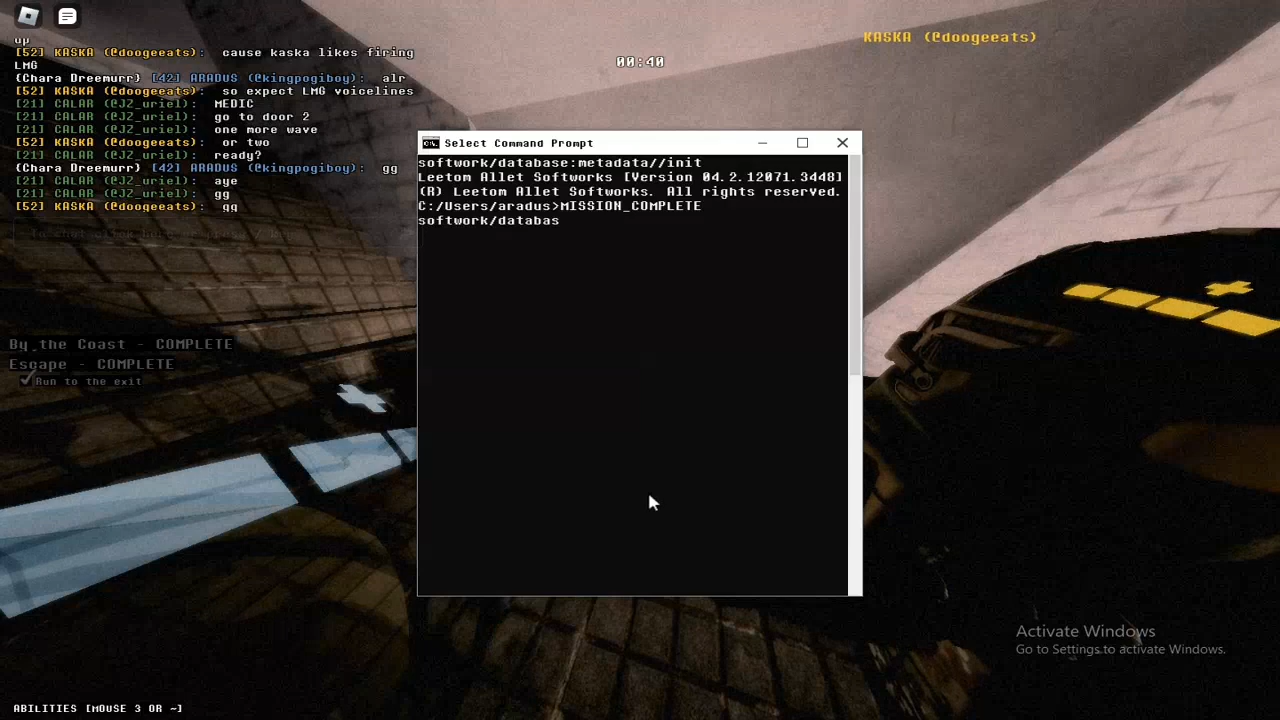 up
[52] KASKA (@doogeeats): cause kaska likes firing
LMG
(Chara Dreemurr) [42] ARADUS (@kingpogiboy): alr
[52] KASKA (@doogeeats): so expect LMG voicelines
[21] CALAR (@JZ_uriel): MEDIC
[21] CALAR (@JZ_uriel): go to door 2
[21] CALAR (@JZ_uriel): one more wave
[52] KASKA (@doogeeats): or two
[21] CALAR (@JZ_uriel): ready?
(Chara Dreemurr) [42] ARADUS (@kingpogiboy): gg
[21] CALAR (@JZ_uriel): aye
[21] CALAR (@JZ_uriel): gg
[52] KASKA (@doogeeats): gg
00:40
KASKA (@doogeeats)
Select Command Prompt
softwork/database:metadata//init
Leetom Allet Softworks [Version 04.2.12071.3448]
(R) Leetom Allet Softworks. All rights reserved.
C:/Users/aradus>MISSION_COMPLETE
softwork/databas
By the Coast - COMPLETE
Escape - COMPLETE
Run to the exit
Activate Windows
Go to Settings to activate Windows.
ABILITIES [MOUSE 3 OR ~]